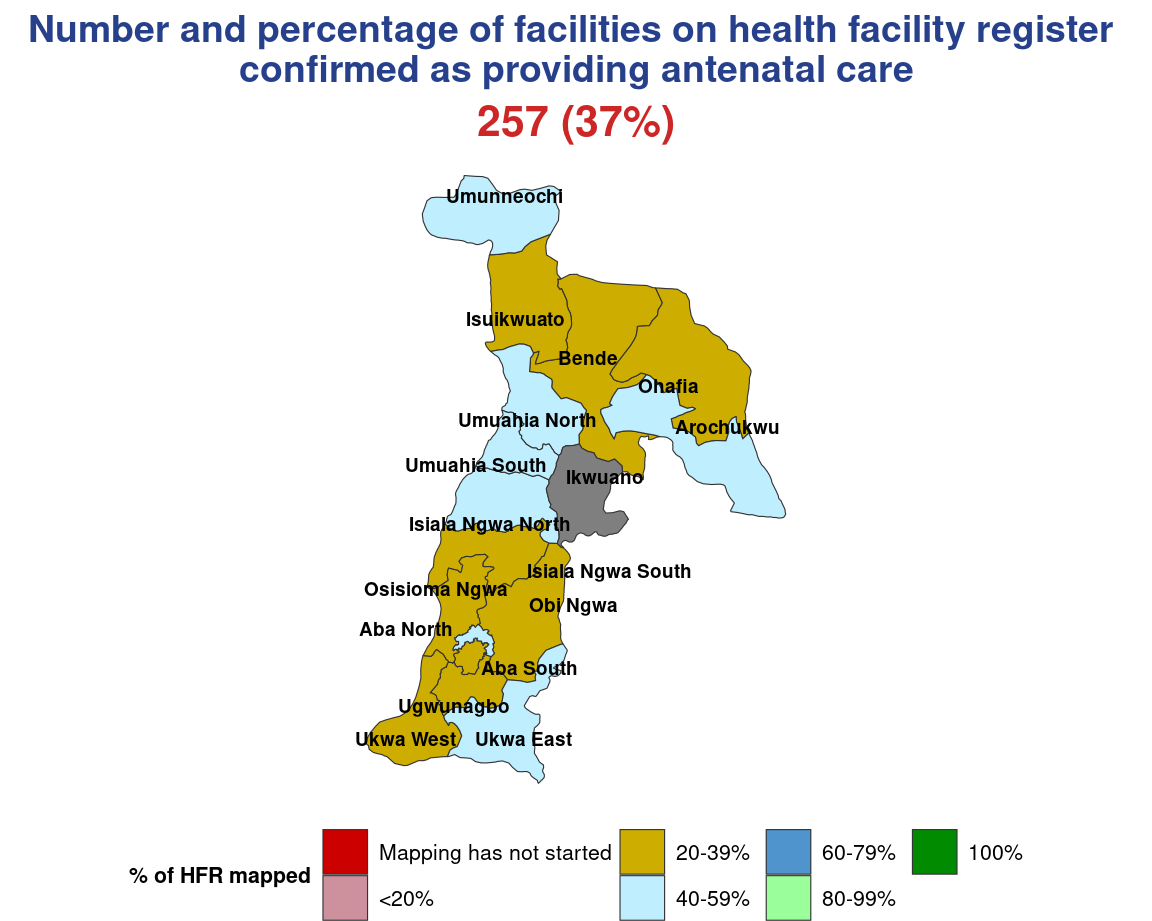 Number and percentage of facilities on health facility register
confirmed as providing antenatal care
257 (37%)
Umunneochi
Isuikwuato
Bende
Ohafia
Umuahia North
Arochukwu
Umuahia South
Ikwuano
Isiala Ngwa North
Isiala Ngwa South
Osisioma Ngwa
Obi Ngwa
Aba North
Aba South
Ugwunagbo
Ukwa West
Ukwa East
% of HFR mapped
Mapping has not started
<20%
20-39%
40-59%
60-79%
80-99%
100%